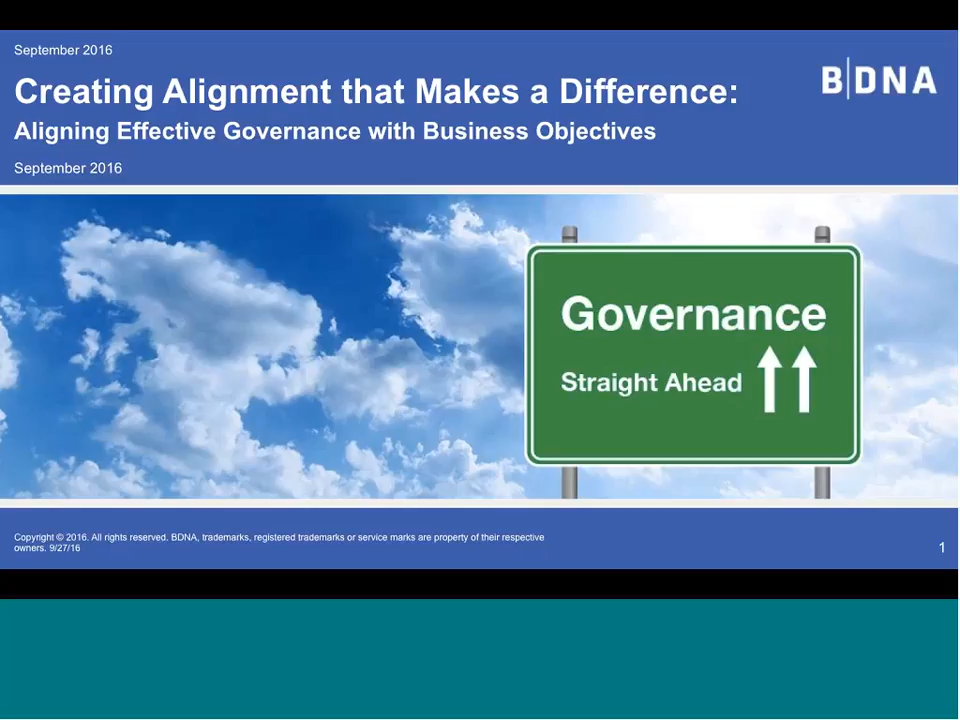 September 2016
Creating Alignment that Makes a Difference:
BDNA
Aligning Effective Governance with Business Objectives
September 2016
Governance
Straight Ahead
Copyright © 2016. All rights reserved. BDNA, trademarks, registered trademarks or service marks are property of their respective
owners. 9/27/16
1